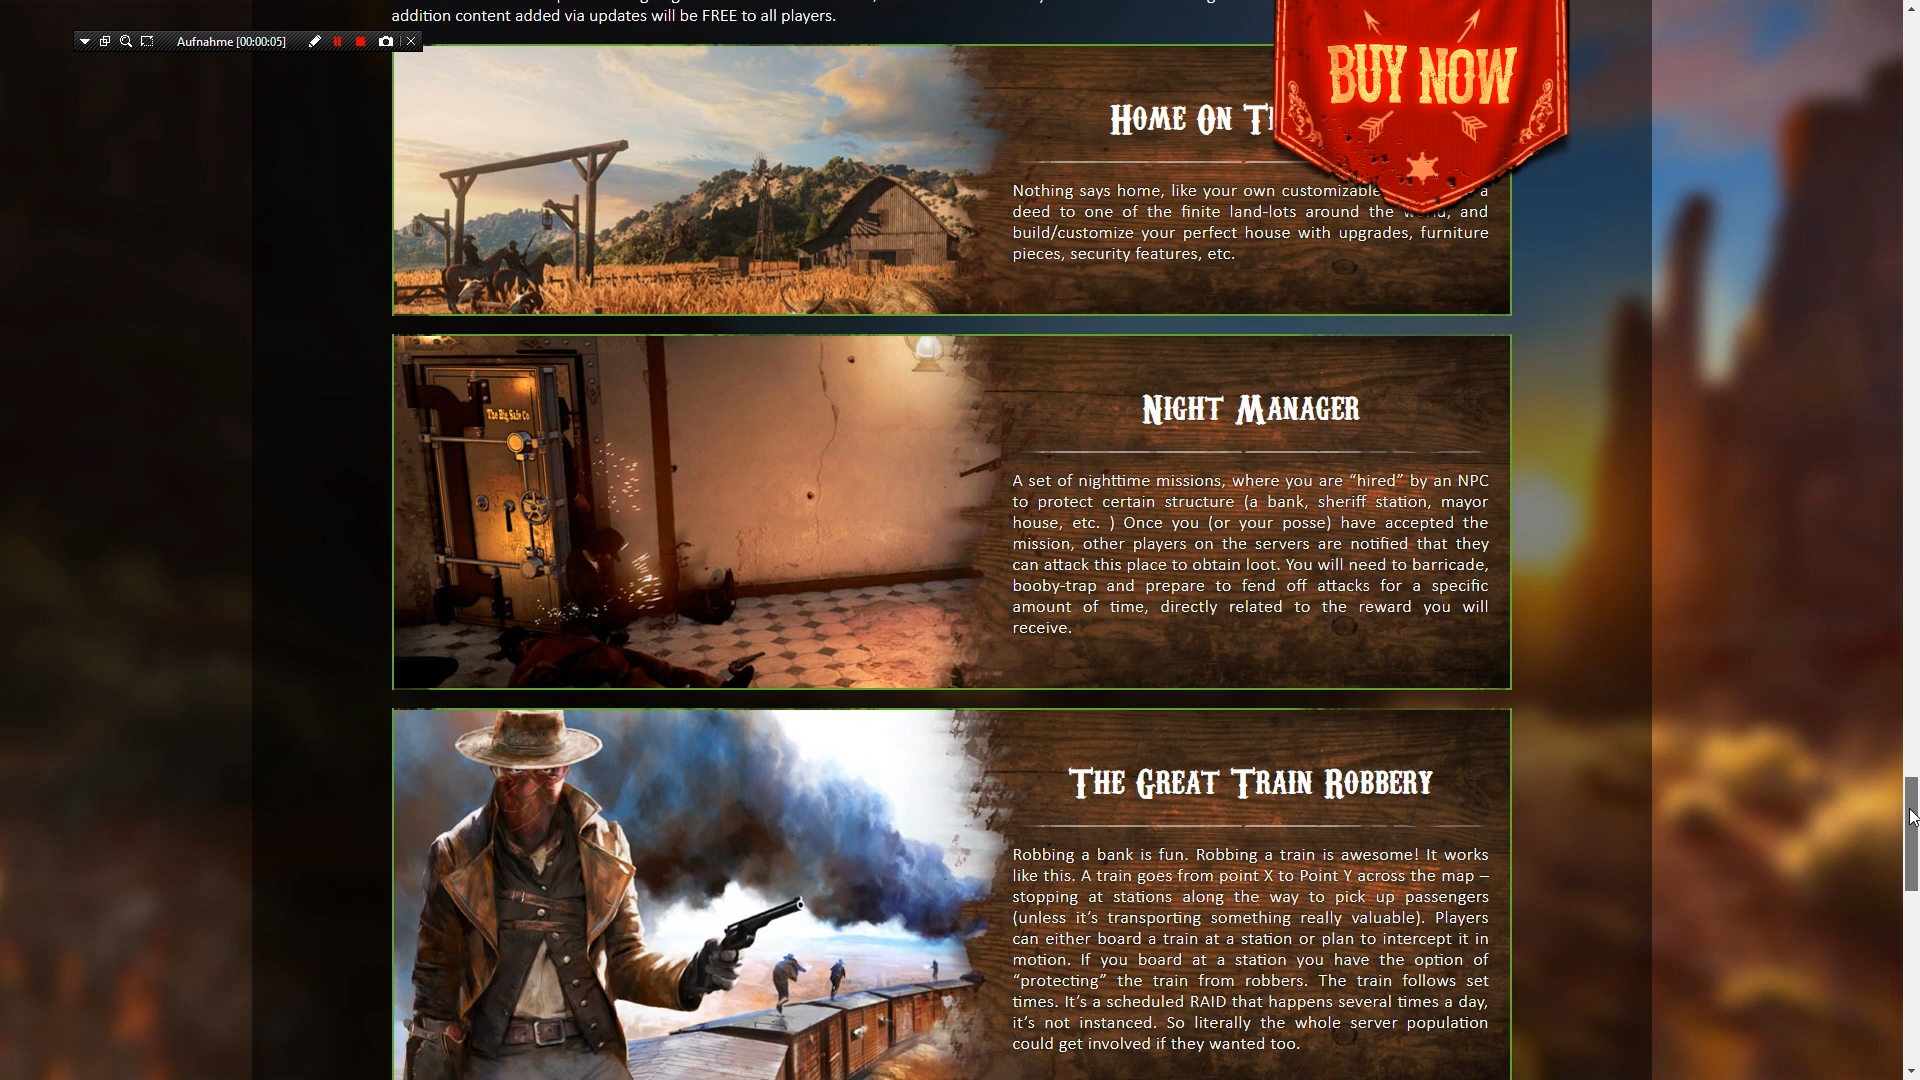 addition content added via updates will be FREE to all players.
Aufnahme [00:00:05]
BUY NOW
HOME ON
Nothing says home, like your own customizable a
deed to one of the finite land-lots around the world, and
build/customize your perfect house with upgrades, furniture
pieces, security features, etc.
The Big Safe Co.
NIGHT MANAGER
A set of nighttime missions, where you are “hired” by an NPC
to protect certain structure (a bank, sheriff station, mayor
house, etc. ) Once you (or your posse) have accepted the
mission, other players on the servers are notified that they
can attack this place to obtain loot. You will need to barricade,
booby-trap and prepare to fend off attacks for a specific
amount of time, directly related to the reward you will
receive.
THE GREAT TRAIN ROBBERY
Robbing a bank is fun. Robbing a train is awesome! It works
like this. A train goes from point X to Point Y across the map –
stopping at stations along the way to pick up passengers
(unless it’s transporting something really valuable). Players
can either board a train at a station or plan to intercept it in
motion. If you board at a station you have the option of
“protecting” the train from robbers. The train follows set
times. It’s a scheduled RAID that happens several times a day,
it’s not instanced. So literally the whole server population
could get involved if they wanted too.